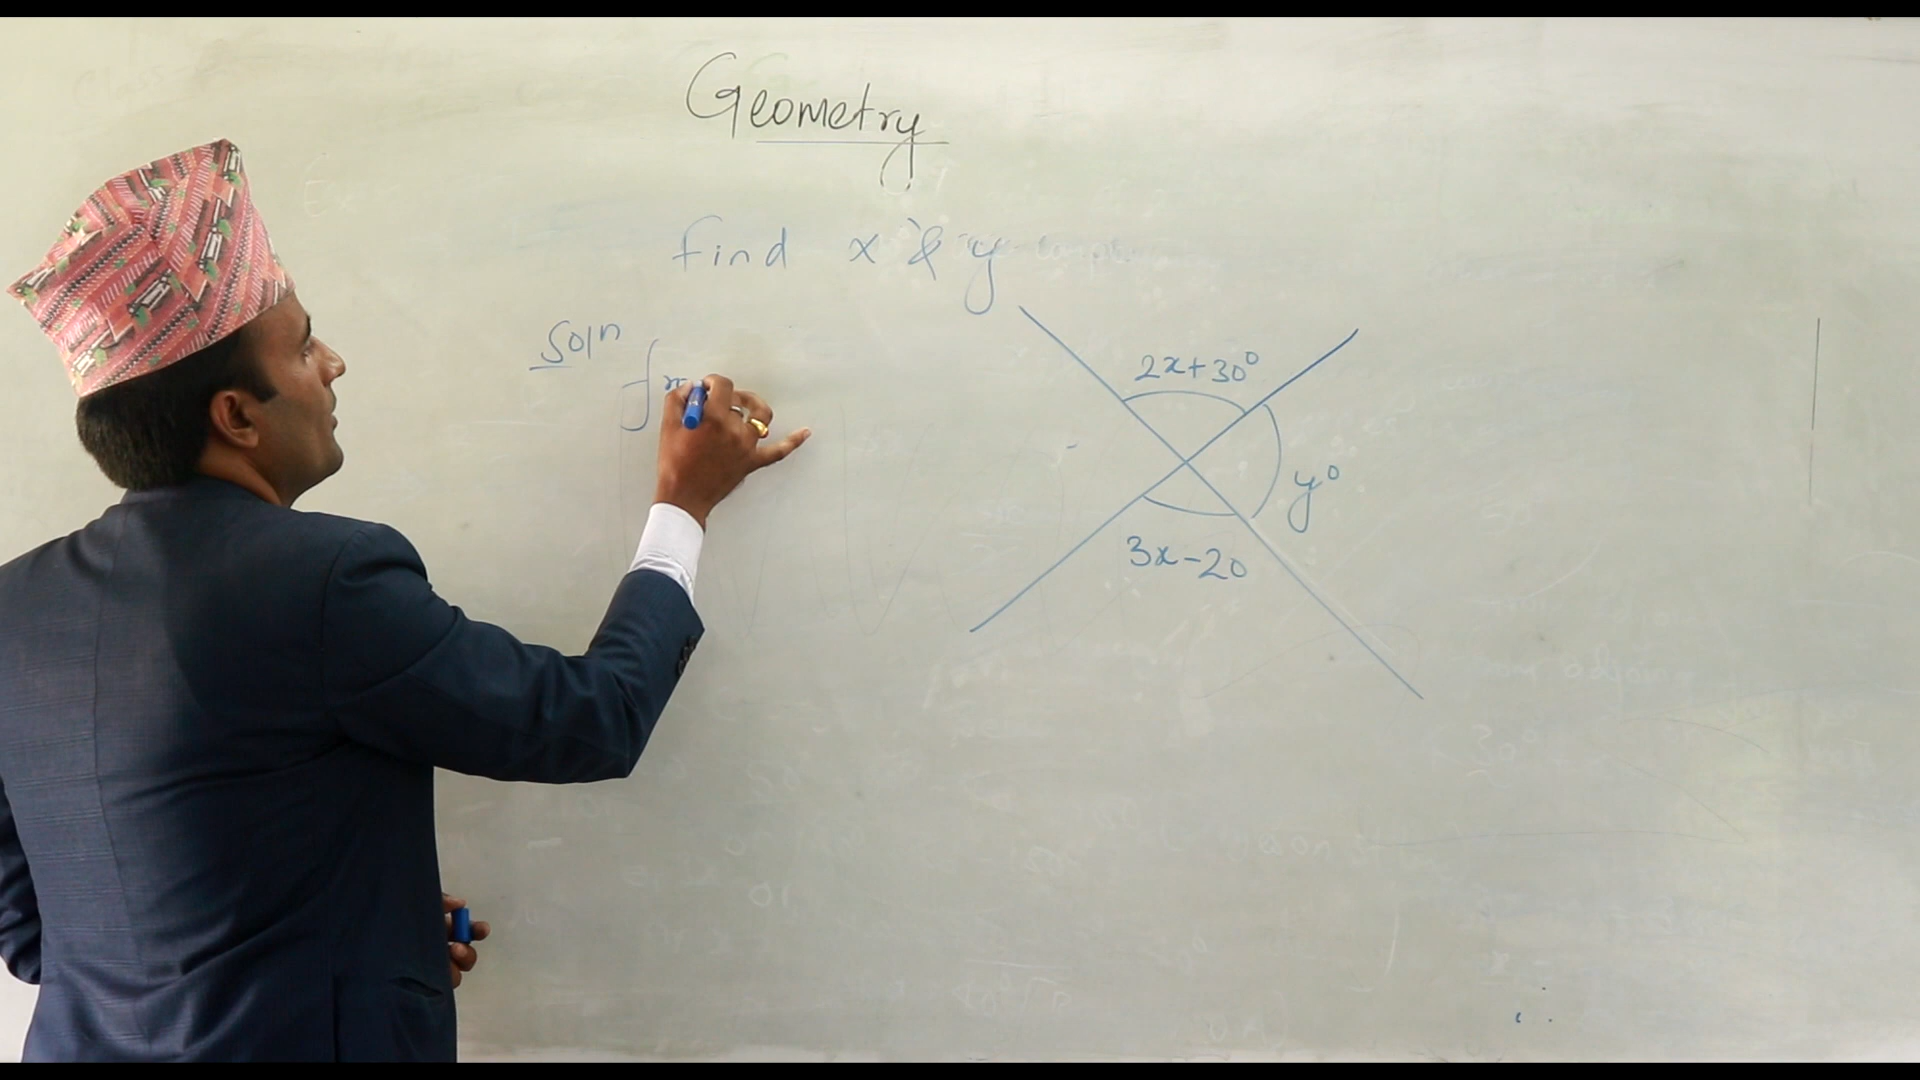 Geometry
find x & y
Soln
2x+30°
y°
3x-20